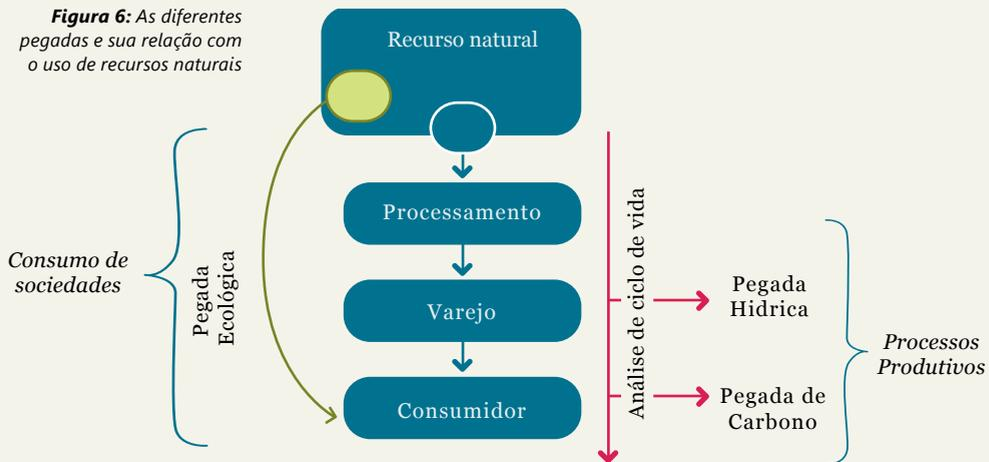 Figura 6: As diferentes
pegadas e sua relação com
o uso de recursos naturais
Recurso natural
Processamento
Varejo
Consumidor
Consumo de
sociedades
Pegada
Ecológica
Análise de ciclo de vida
Pegada
Hidrica
Pegada de
Carbono
Processos
Produtivos